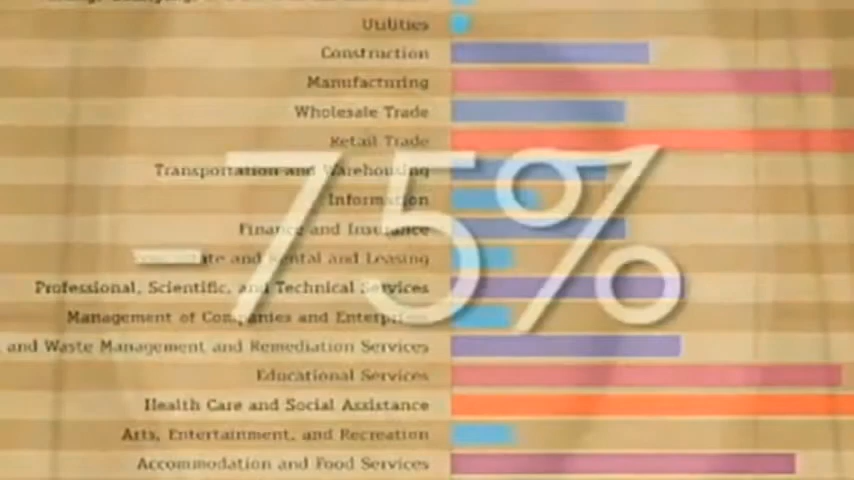 Utilities
Construction
Manufacturing
Wholesale Trade
Retail Trade
Transportation and Warehousing
Information
Finance and Insurance
-75%
and Rental and Leasing
Professional, Scientific, and Technical Services
Management of Companies and Enterprises
and Waste Management and Remediation Services
Educational Services
Health Care and Social Assistance
Arts, Entertainment, and Recreation
Accommodation and Food Services